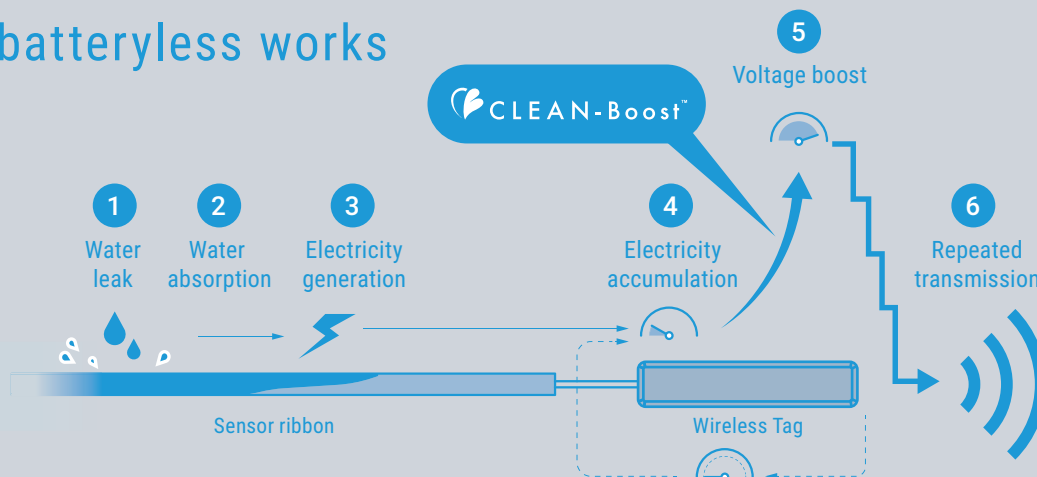 batteryless works
CLEAN-Boost™
5
Voltage boost
1
Water
leak
2
Water
absorption
3
Electricity
generation
4
Electricity
accumulation
6
Repeated
transmission
Sensor ribbon
Wireless Tag